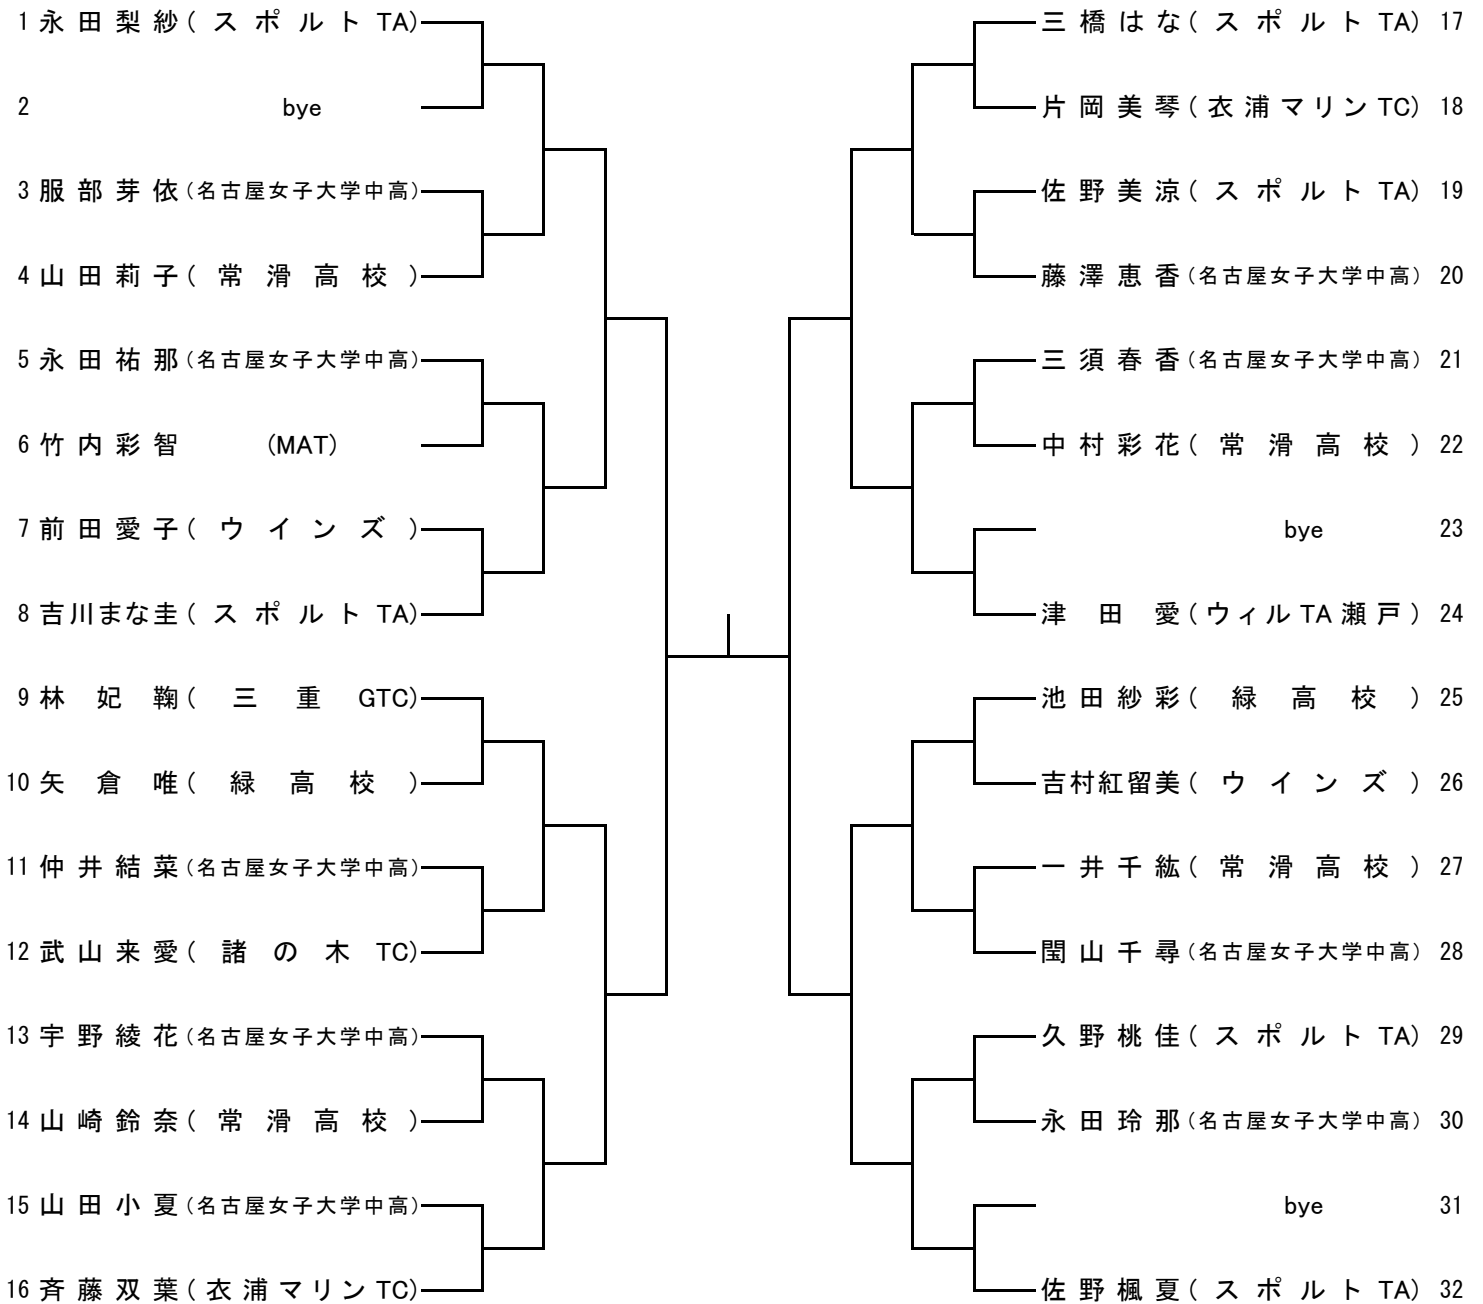 1 永田梨紗(スポルトTA)
2 bye
3 服部芽依(名古屋女子大学中高)
4 山田莉子(常滑高校)
5 永田祐那(名古屋女子大学中高)
6 竹内彩智 (MAT)
7 前田愛子(ウインズ)
8 吉川まな圭(スポルトTA)
9 林妃鞠(三重GTC)
10 矢倉唯(緑高校)
11 仲井結菜(名古屋女子大学中高)
12 武山来愛(諸の木TC)
13 宇野綾花(名古屋女子大学中高)
14 山崎鈴奈(常滑高校)
15 山田小夏(名古屋女子大学中高)
16 斉藤双葉(衣浦マリンTC)
三橋はな(スポルトTA) 17
片岡美琴(衣浦マリンTC) 18
佐野美涼(スポルトTA) 19
藤澤恵香(名古屋女子大学中高) 20
三須春香(名古屋女子大学中高) 21
中村彩花(常滑高校) 22
bye 23
津田愛(ウィルTA瀬戸) 24
池田紗彩(緑高校) 25
吉村紅留美(ウインズ) 26
一井千紘(常滑高校) 27
閠山千尋(名古屋女子大学中高) 28
久野桃佳(スポルトTA) 29
永田玲那(名古屋女子大学中高) 30
bye 31
佐野楓夏(スポルトTA) 32